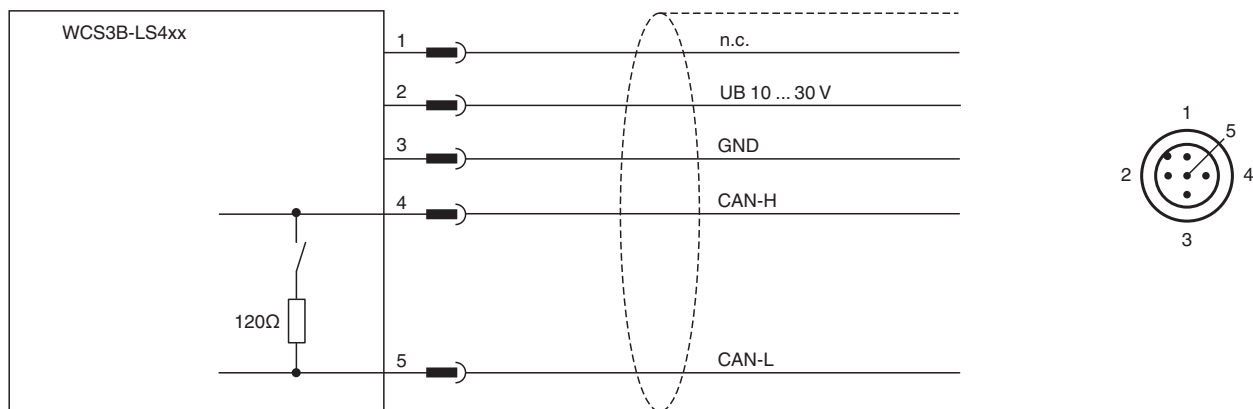 WCS3B-LS4xx
1
n.c.
2
UB 10 ... 30 V
3
GND
4
CAN-H
120Ω
5
CAN-L
1
5
2
4
3